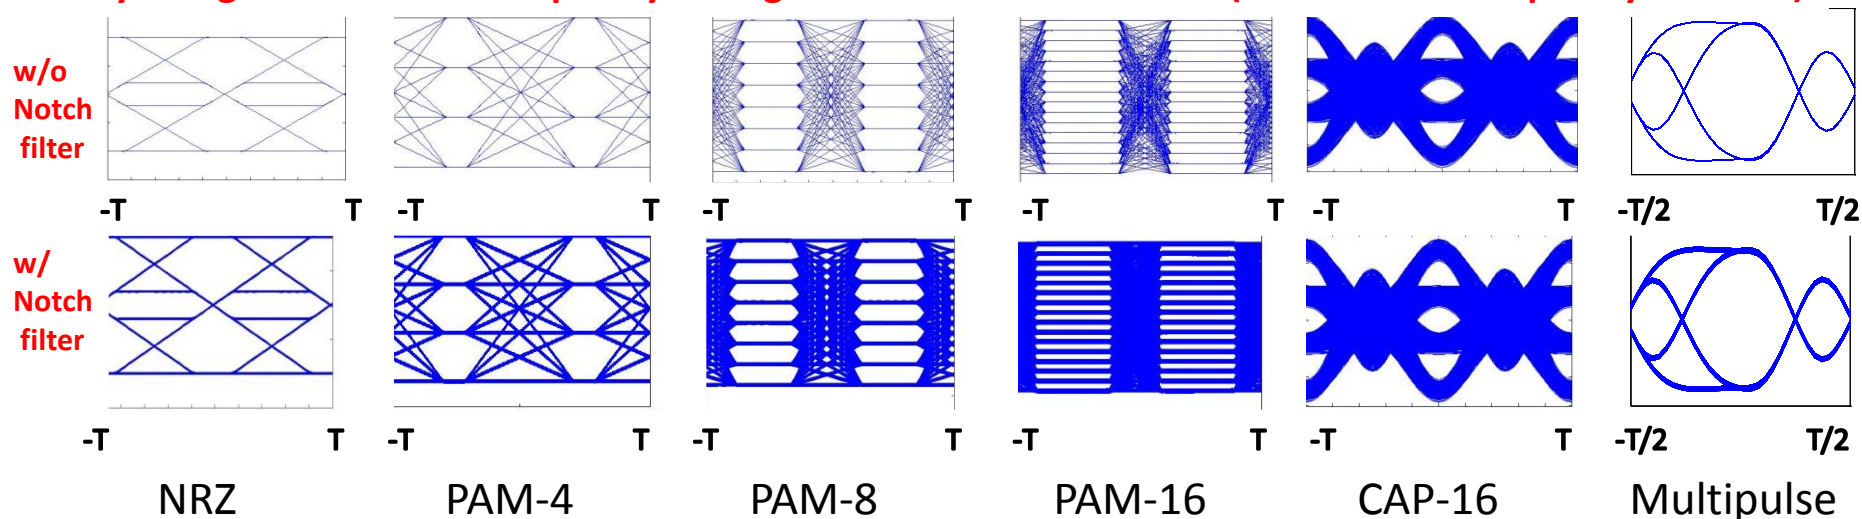 w/o
Notch
filter
-T T -T T -T T -T T -T T -T/2 T/2
w/
Notch
filter
-T T -T T -T T -T T -T T -T/2 T/2
NRZ PAM-4 PAM-8 PAM-16 CAP-16 Multipulse